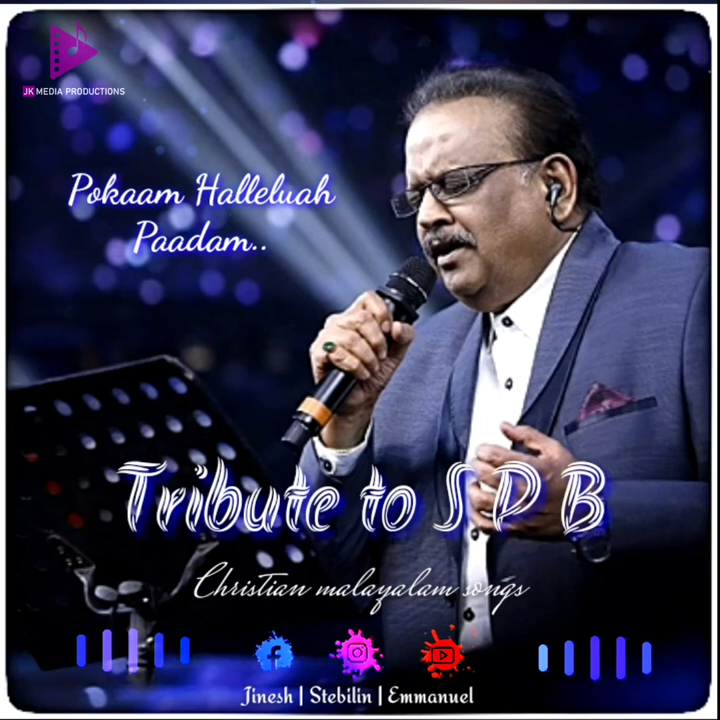 JK MEDIA PRODUCTIONS
Pokaam Halleluah
Paadam..
Tribute to S P B
Christian malayalam songs
Jinesh | Stebilin | Emmanuel